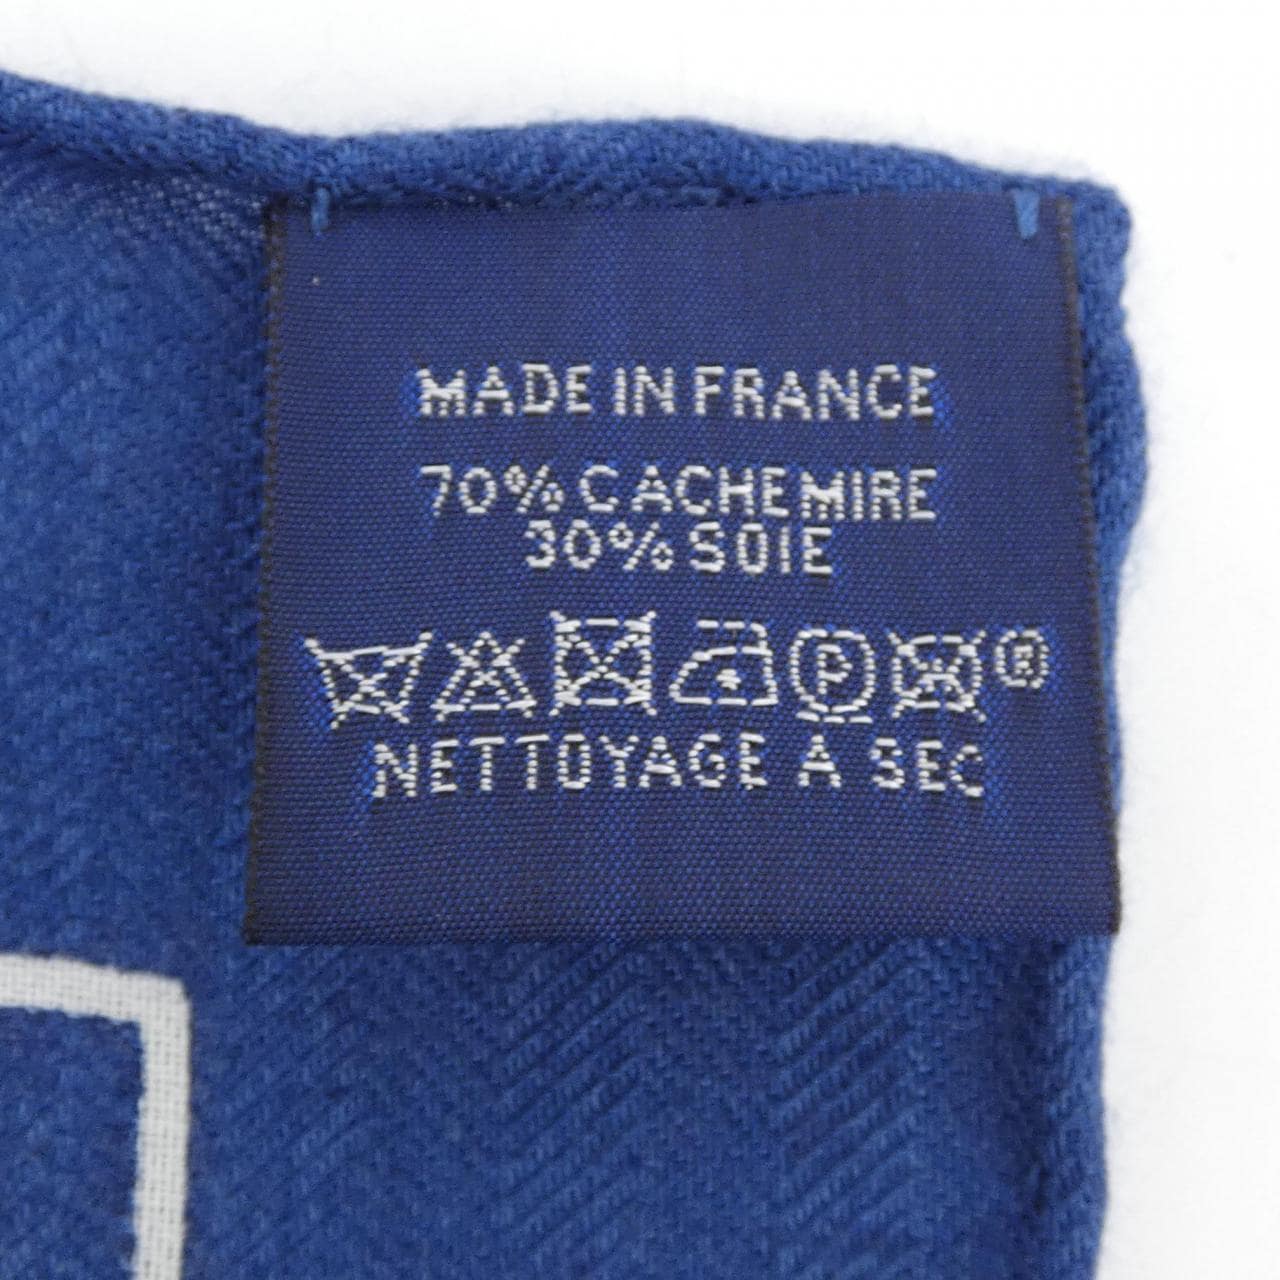 MADE IN FRANCE
70% CACHEMIRE
30% SOIE
P W ®
NETTOYAGE A SEC